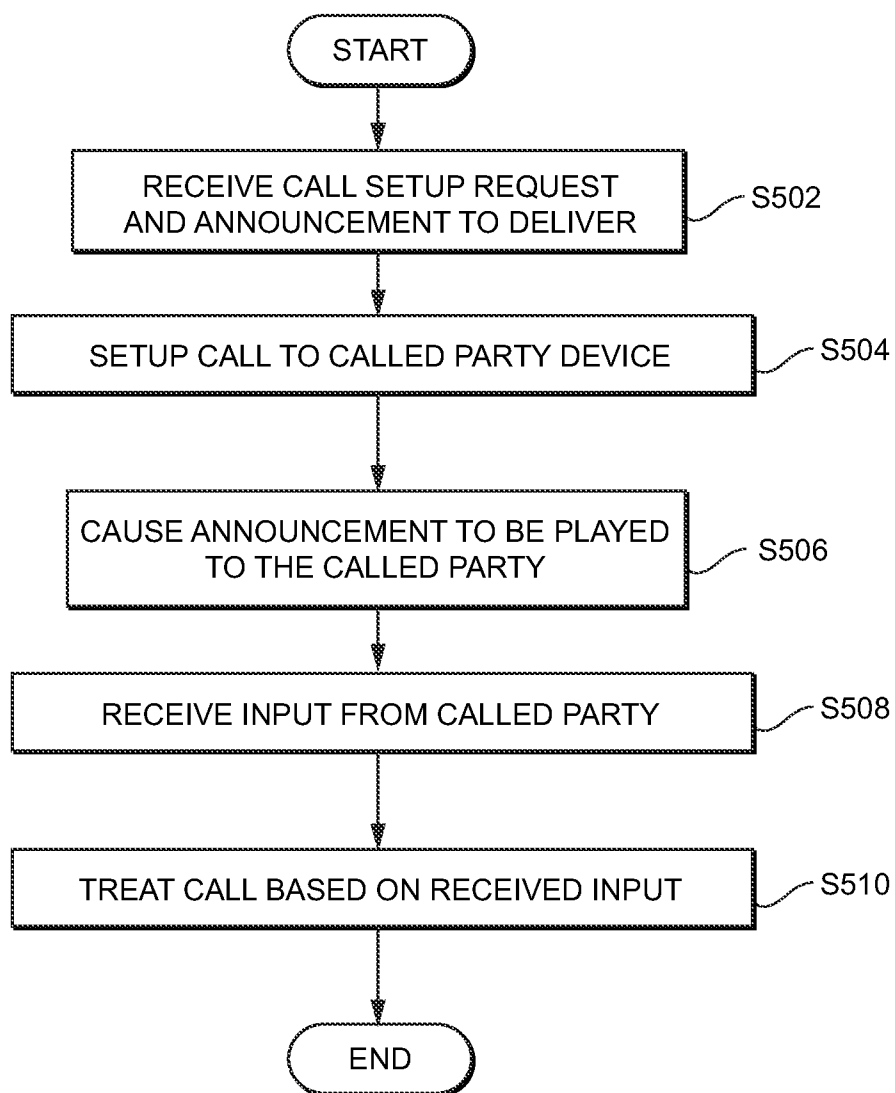 START
RECEIVE CALL SETUP REQUEST
AND ANNOUNCEMENT TO DELIVER
S502
SETUP CALL TO CALLED PARTY DEVICE
S504
CAUSE ANNOUNCEMENT TO BE PLAYED
TO THE CALLED PARTY
S506
RECEIVE INPUT FROM CALLED PARTY
S508
TREAT CALL BASED ON RECEIVED INPUT
S510
END